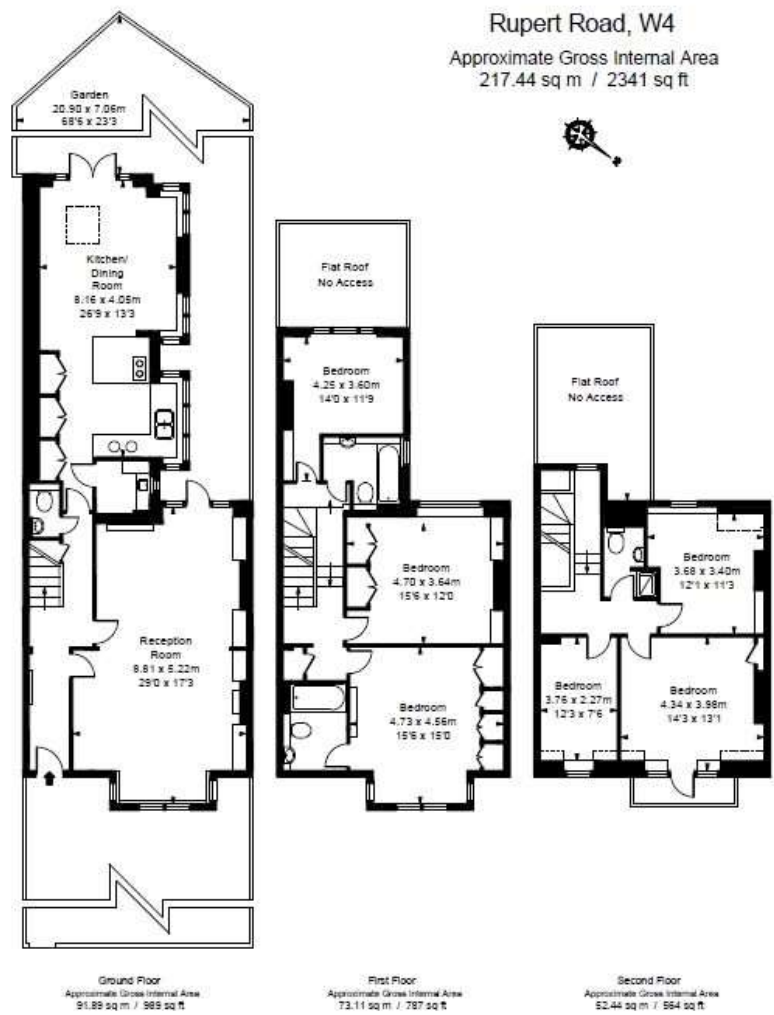 Rupert Road, W4
Approximate Gross Internal Area
217.44 sq m / 2341 sq ft
Garden
20.90 x 7.06m
68'6 x 23'3
Kitchen/
Dining
Room
8.16 x 4.05m
26'9 x 13'3
Reception
Room
8.81 x 5.22m
29'0 x 17'3
Flat Roof
No Access
Bedroom
4.25 x 3.60m
14'0 x 11'9
Bedroom
4.70 x 3.64m
15'6 x 12'0
Bedroom
4.73 x 4.56m
15'6 x 15'0
Flat Roof
No Access
Bedroom
3.68 x 3.40m
12'1 x 11'3
Bedroom
3.76 x 2.27m
12'3 x 7'6
Bedroom
4.34 x 3.98m
14'3 x 13'1
Ground Floor
Approximate Gross Internal Area
91.89 sq m / 989 sq ft
First Floor
Approximate Gross Internal Area
73.11 sq m / 787 sq ft
Second Floor
Approximate Gross Internal Area
52.44 sq m / 564 sq ft